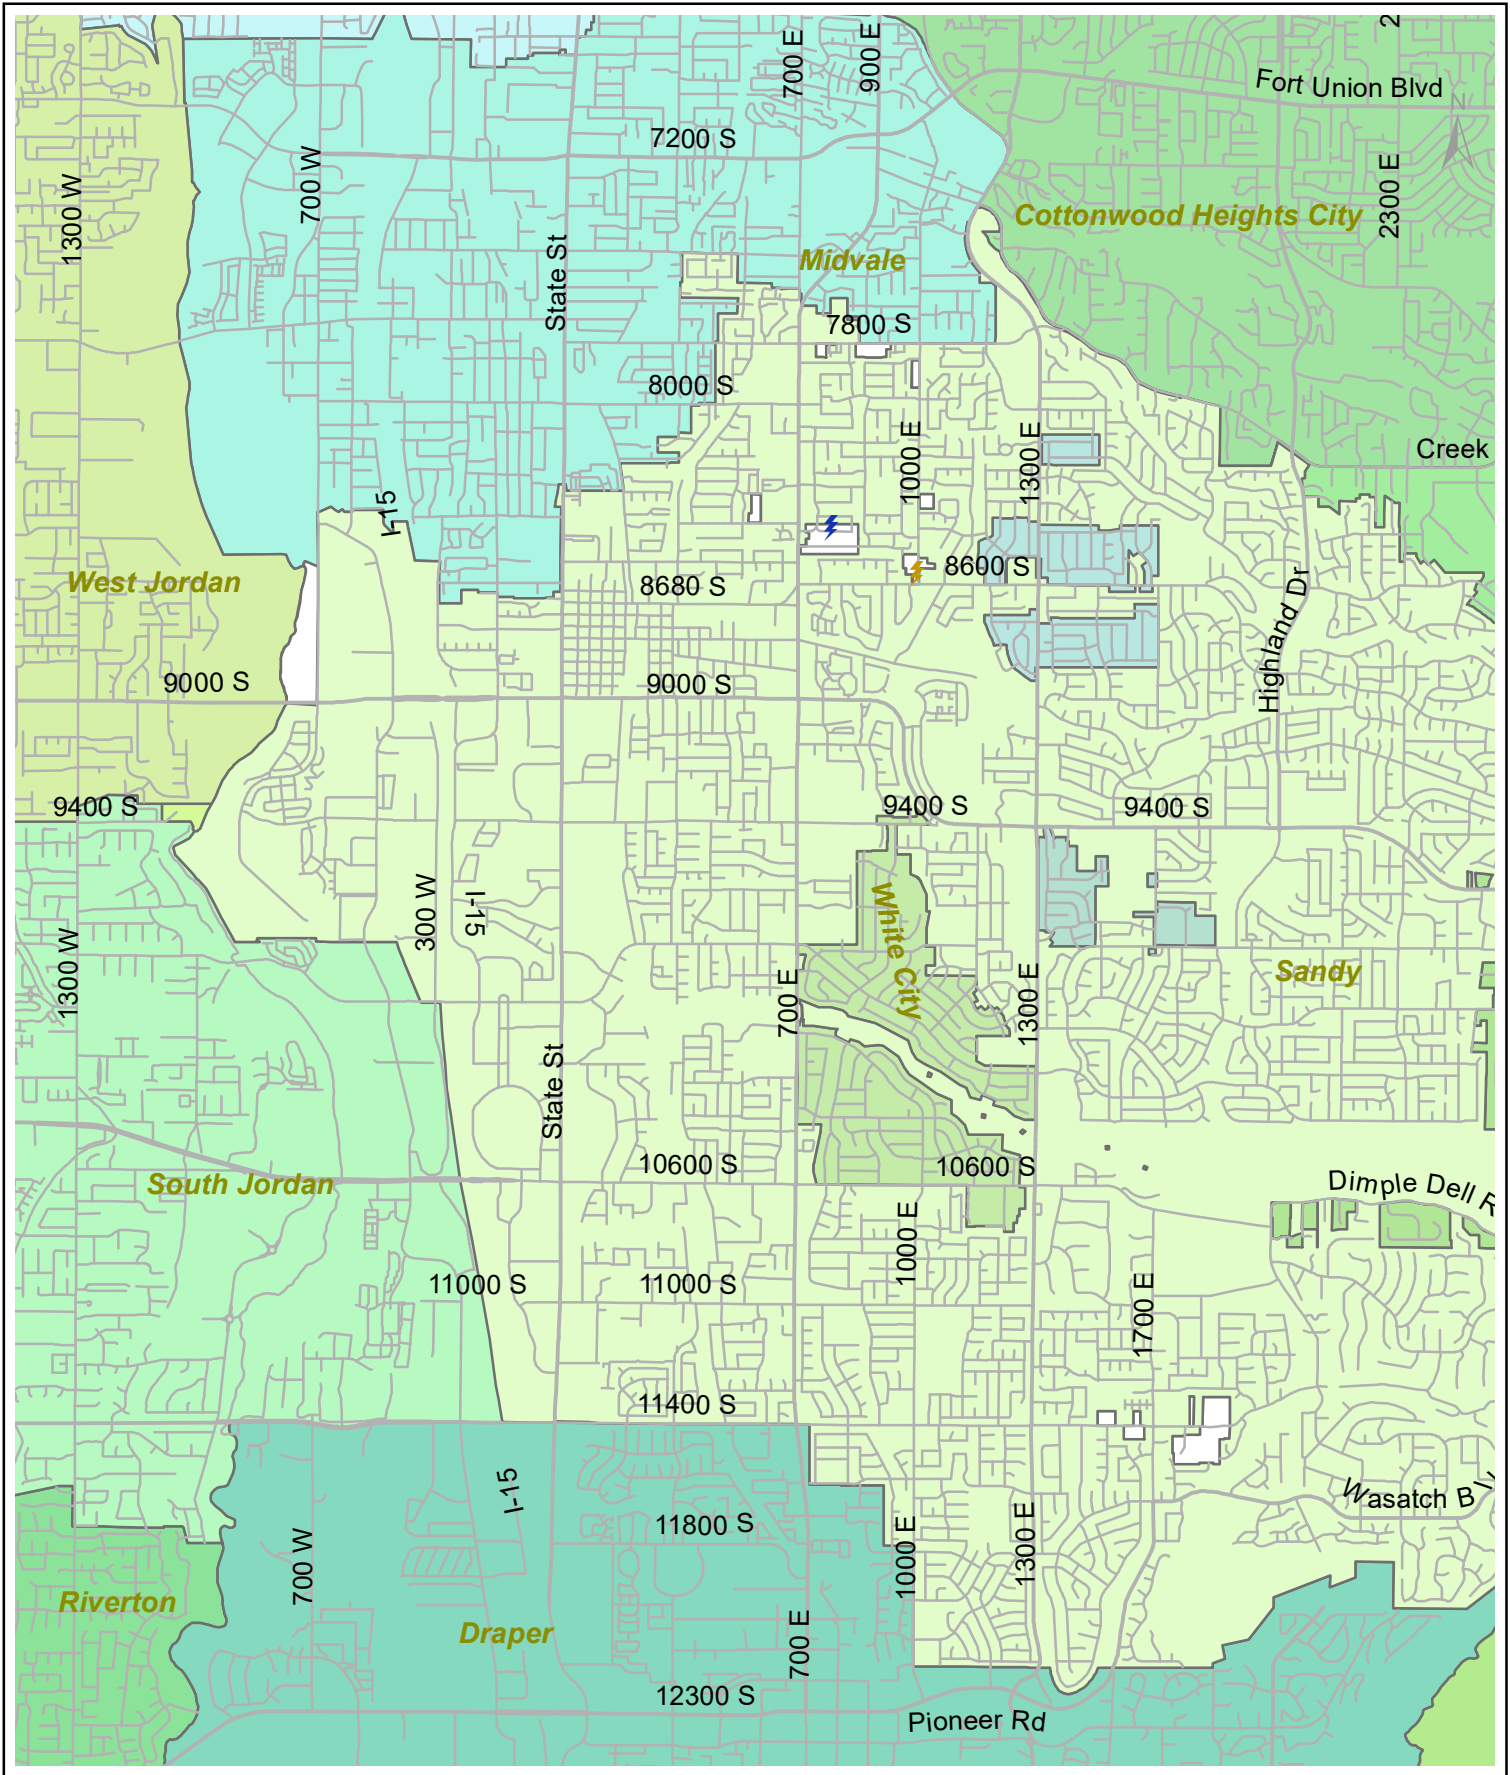 2
700 E
900 E
Fort Union Blvd
N
7200 S
700 W
1300 W
2300 E
Cottonwood Heights City
State St
Midvale
7800 S
8000 S
1000 E
1300 E
Creek
I-15
8600 S
West Jordan
8680 S
Highland Dr
9000 S
9000 S
9400 S
9400 S
9400 S
300 W
I-15
White City
1300 W
Sandy
700 E
1300 E
State St
10600 S
10600 S
South Jordan
Dimple Dell R
1000 E
11000 S
11000 S
1700 E
11400 S
I-15
Wasatch Blv
11800 S
1000 E
1300 E
700 W
Riverton
Draper
700 E
12300 S
Pioneer Rd